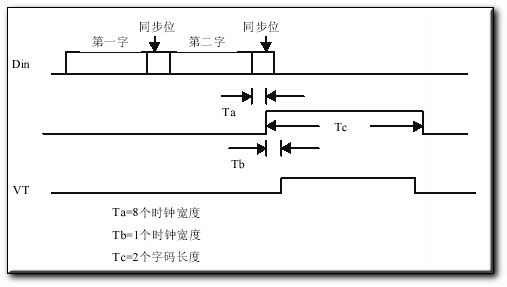 同步位 同步位
第一字 第二字
Din
Ta
Tc
Tb
VT
Ta=8个时钟宽度
Tb=1个时钟宽度
Tc=2个字码长度